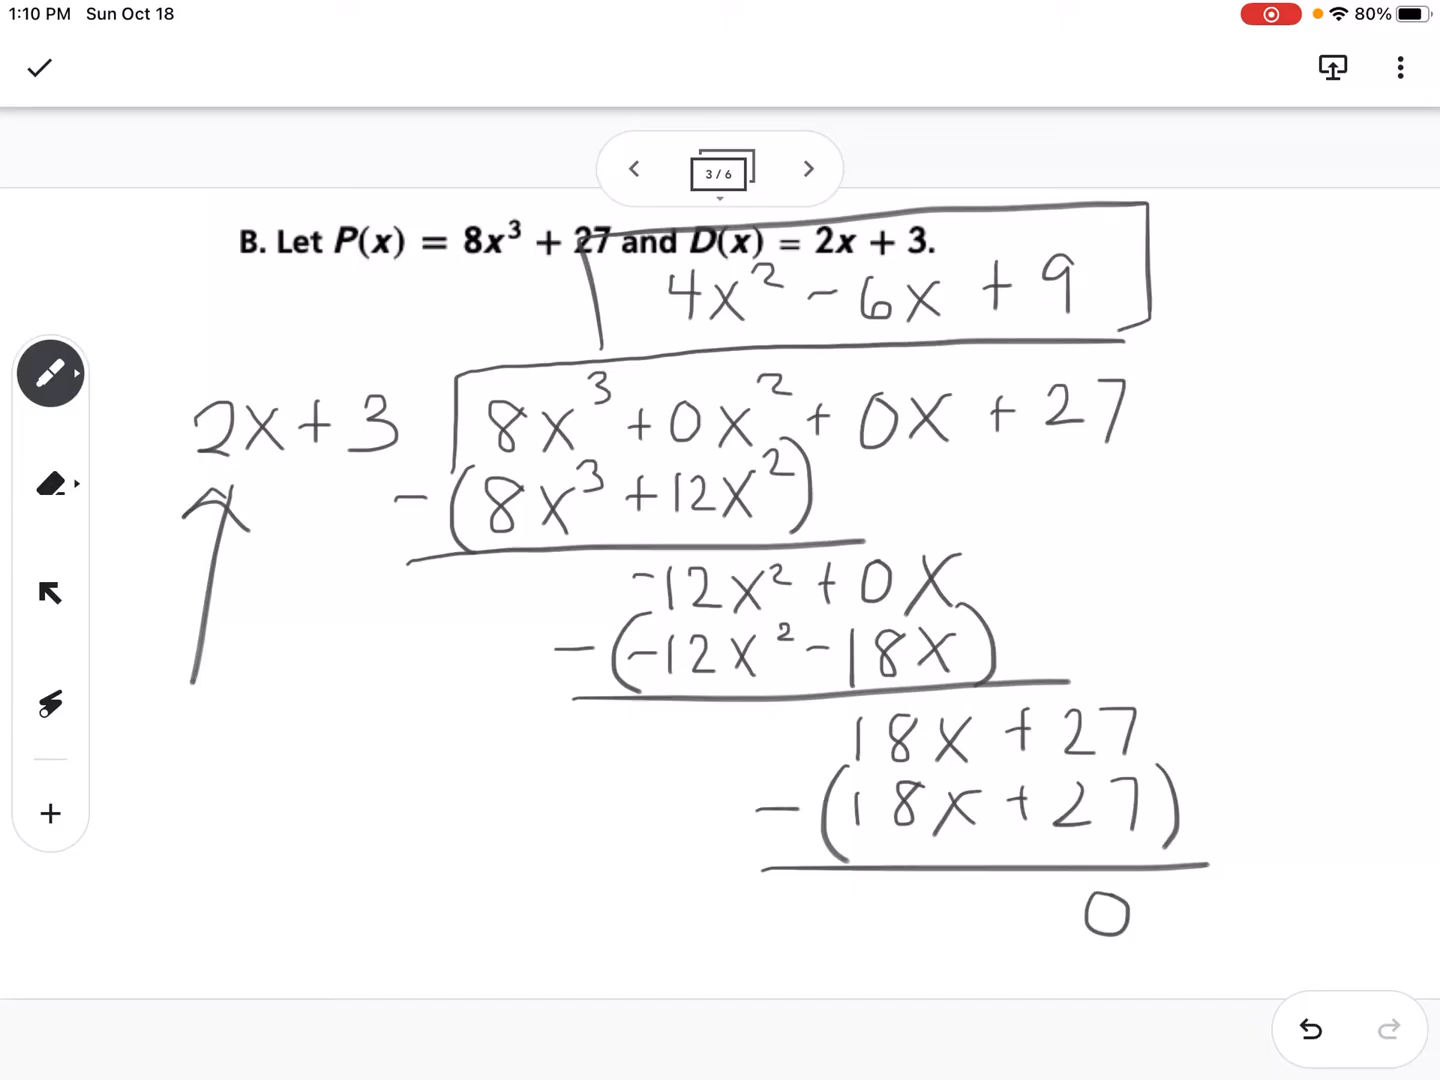 1:10 PM Sun Oct 18 80%
3 / 6
B. Let P(x) = 8x³ + 27 and D(x) = 2x + 3.
4x² - 6x + 9
2x + 3 8x³ + 0x² + 0x + 27
- (8x³ + 12x²)
-12x² + 0x
- (-12x² - 18x)
18x + 27
- (18x + 27)
0